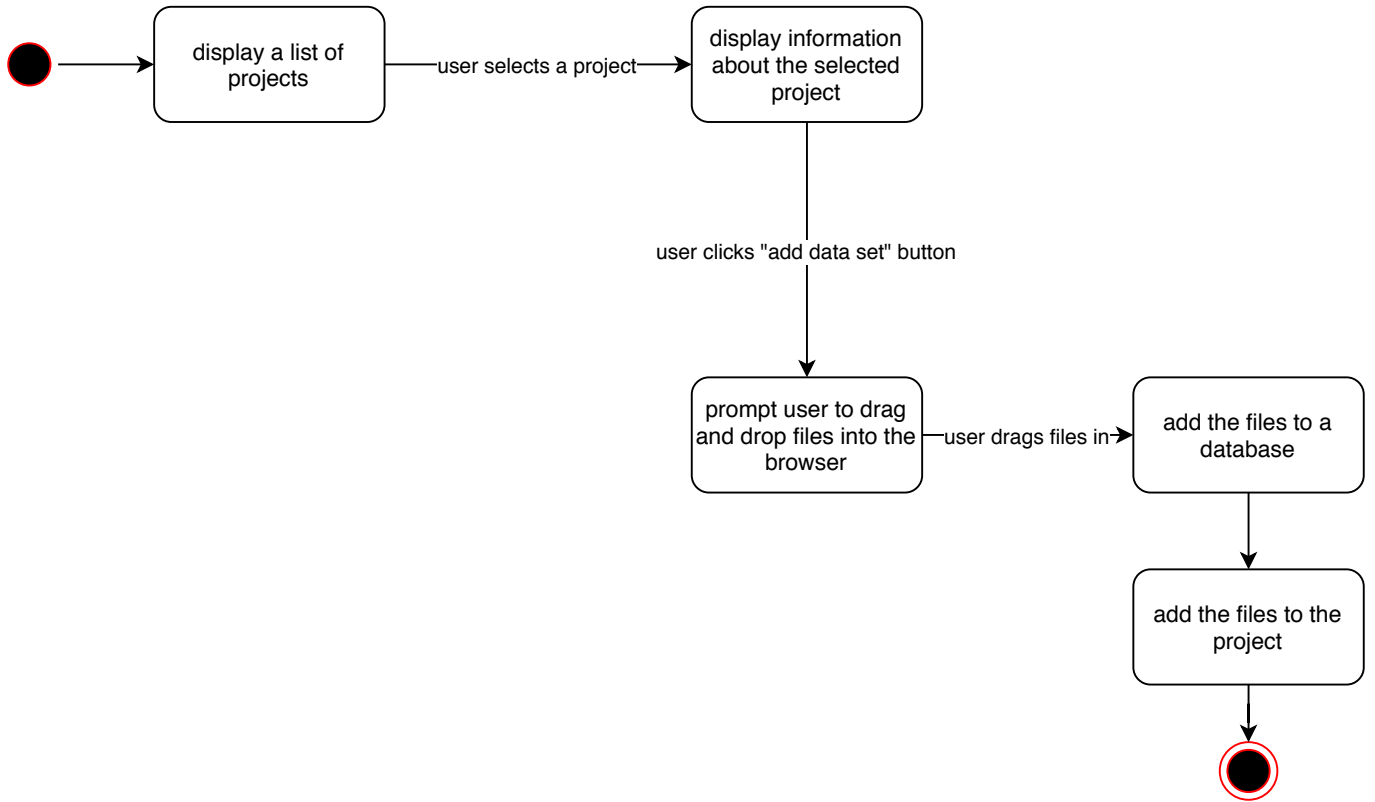 display a list of
projects
user selects a project
display information
about the selected
project
user clicks "add data set" button
prompt user to drag
and drop files into the
browser
user drags files in
add the files to a
database
add the files to the
project